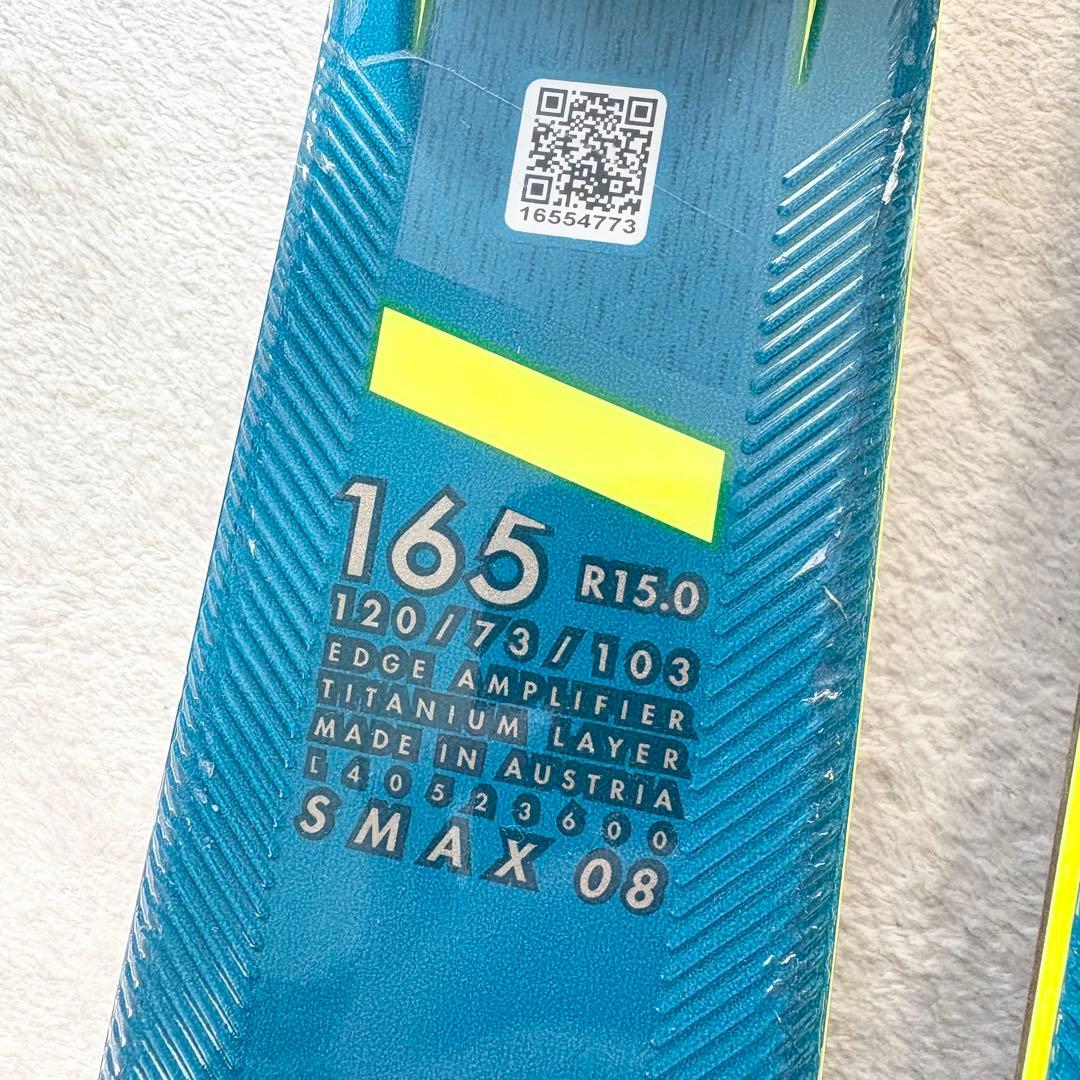 16554773
165 R15.0
120/73/103
EDGE AMPLIFIER
TITANIUM LAYER
MADE IN AUSTRIA
L40523600
SMAX 08